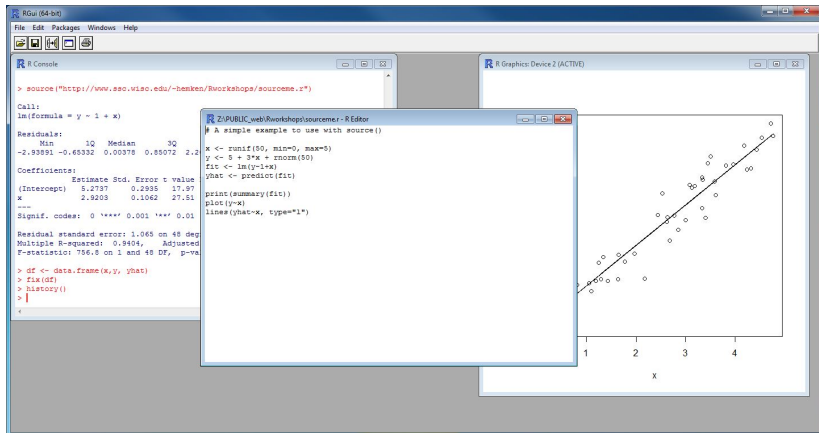 RGui (64-bit)
File Edit Packages Windows Help
R Console
> source("http://www.ssc.wisc.edu/~hemken/Rworkshops/sourceme.r")
Call:
lm(formula = y ~ 1 + x)
Residuals:
Min 1Q Median 3Q
-2.93891 -0.65332 0.00378 0.85072 2.2
Coefficients:
Estimate Std. Error t value
(Intercept) 5.2737 0.2935 17.97
x 2.9203 0.1062 27.51
---
Signif. codes: 0 '***' 0.001 '**' 0.01
Residual standard error: 1.065 on 48 deg
Multiple R-squared: 0.9404, Adjusted
F-statistic: 756.8 on 1 and 48 DF, p-va
> df <- data.frame(x,y, yhat)
> fix(df)
> history()
>
Z:\PUBLIC_web\Rworkshops\sourceme.r - R Editor
# A simple example to use with source()
x <- runif(50, min=0, max=5)
y <- 5 + 3*x + rnorm(50)
fit <- lm(y~1+x)
yhat <- predict(fit)
print(summary(fit))
plot(y~x)
lines(yhat~x, type="l")
R Graphics: Device 2 (ACTIVE)
1 2 3 4
x